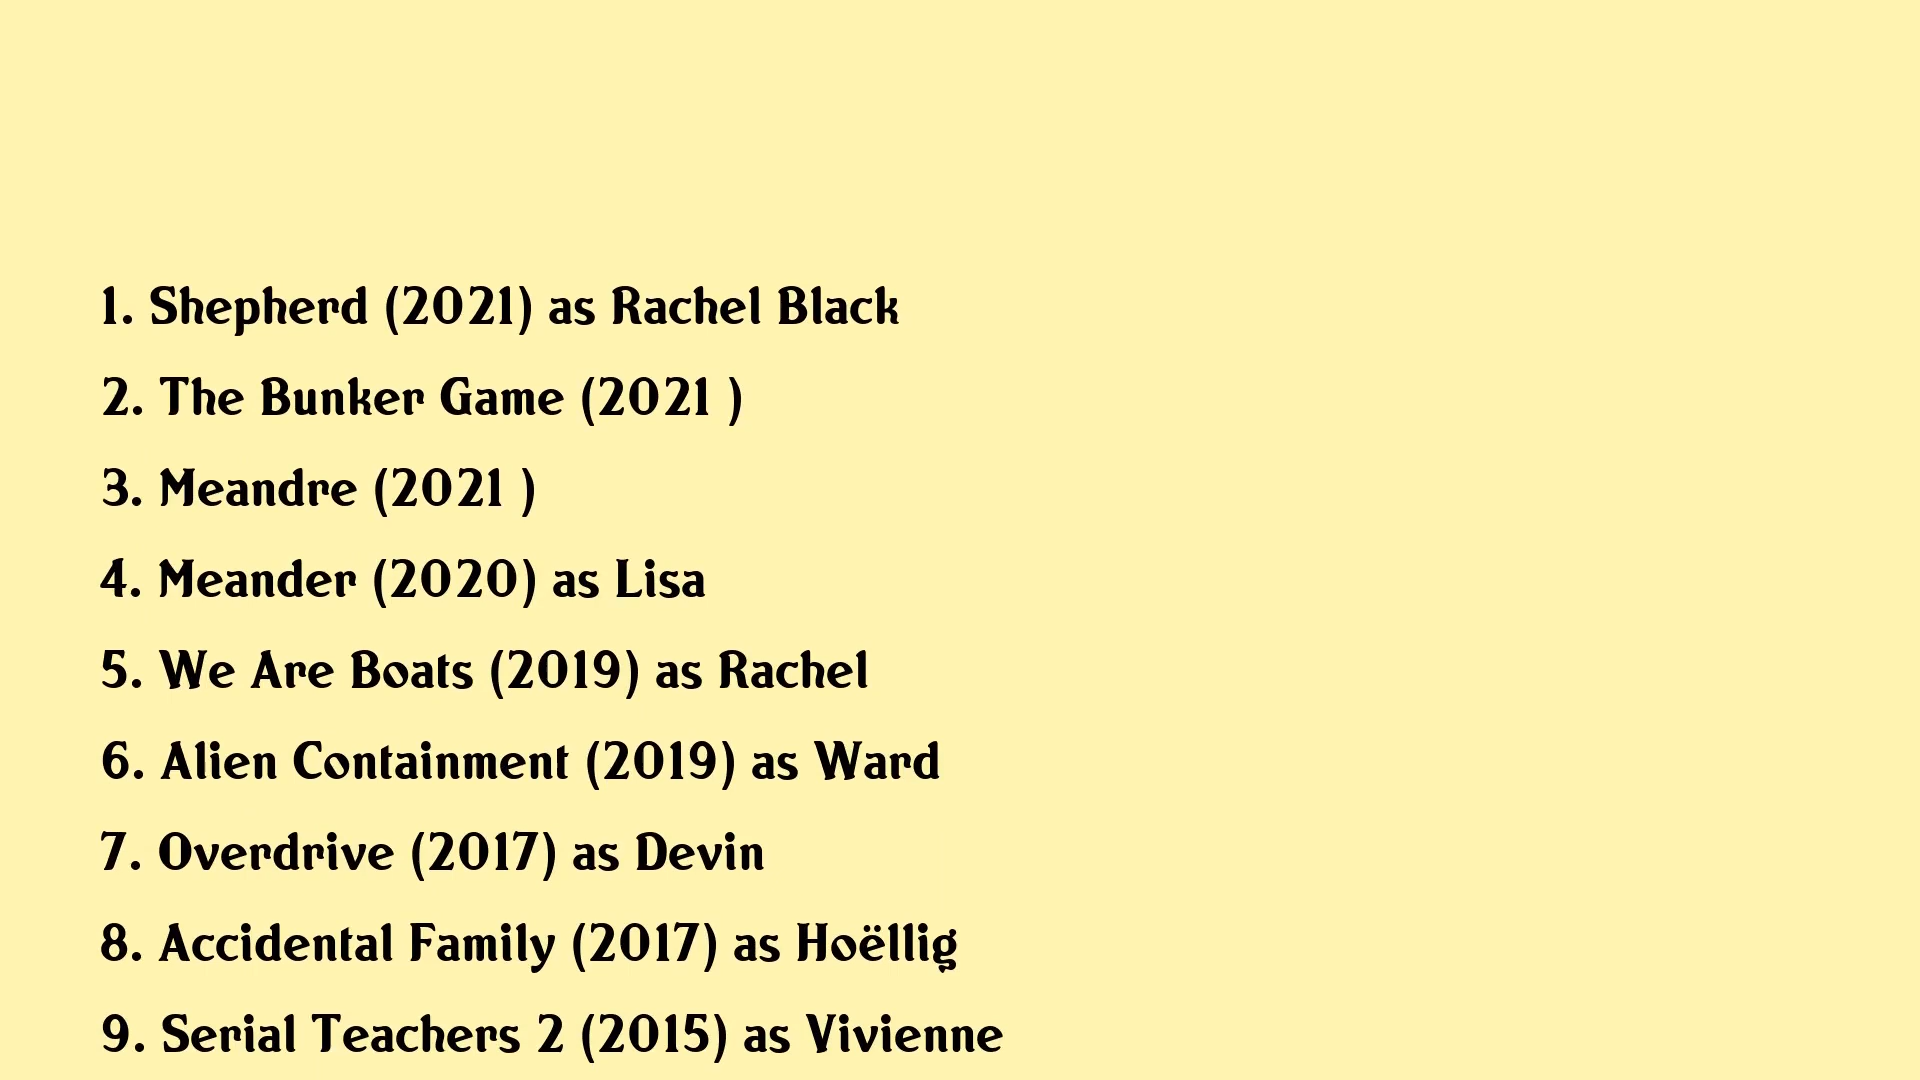 1. Shepherd (2021) as Rachel Black
2. The Bunker Game (2021 )
3. Meandre (2021 )
4. Meander (2020) as Lisa
5. We Are Boats (2019) as Rachel
6. Alien Containment (2019) as Ward
7. Overdrive (2017) as Devin
8. Accidental Family (2017) as Hoëllig
9. Serial Teachers 2 (2015) as Vivienne